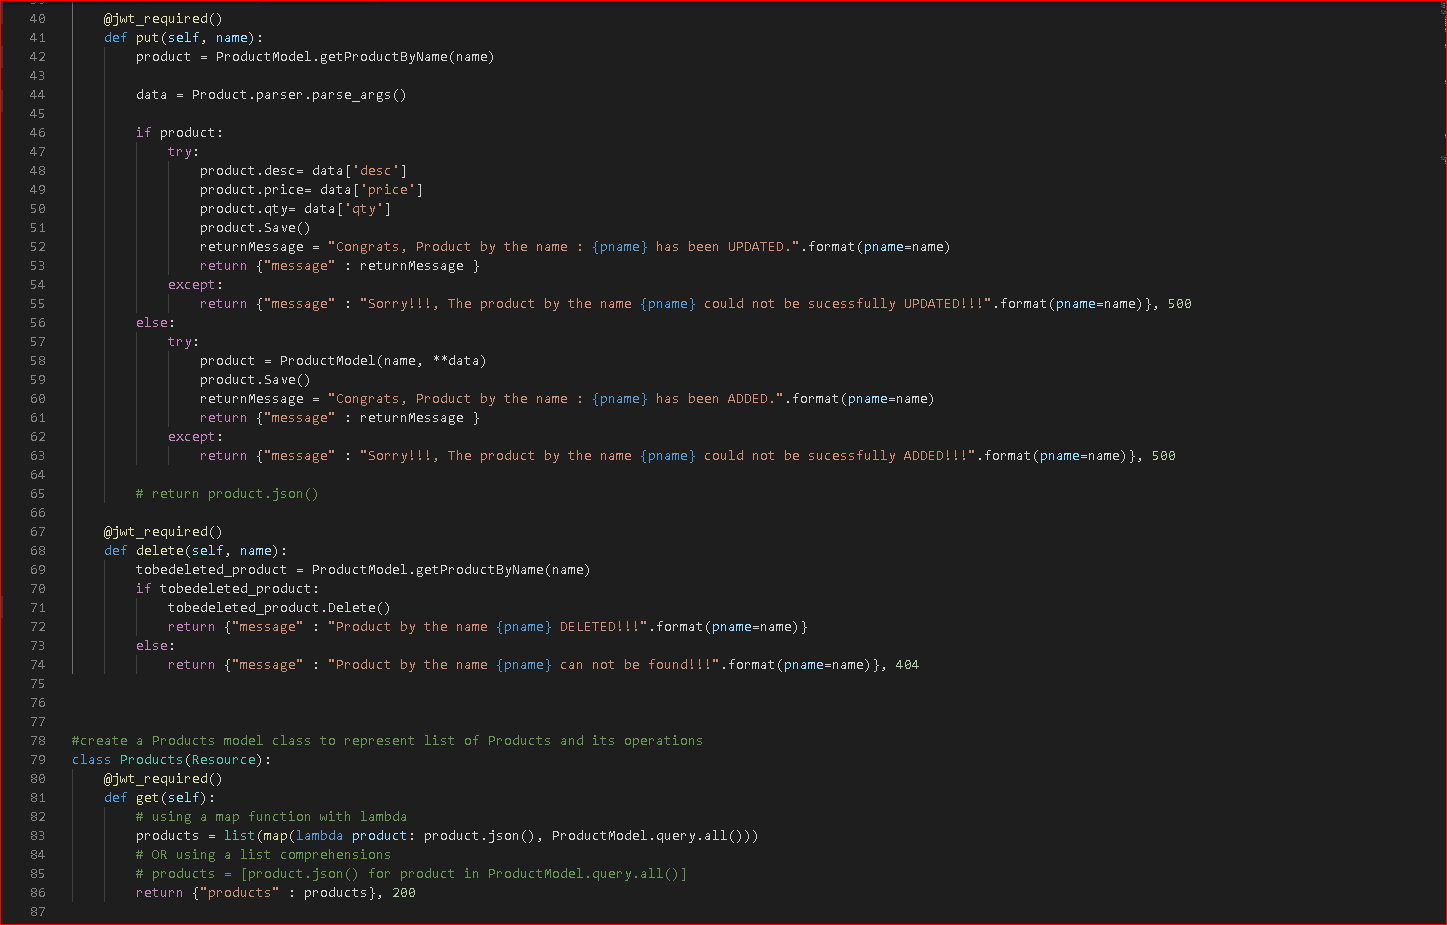 40 @jwt_required()
41 def put(self, name):
42 product = ProductModel.getProductByName(name)
43
44 data = Product.parser.parse_args()
45
46 if product:
47 try:
48 product.desc= data['desc']
49 product.price= data['price']
50 product.qty= data['qty']
51 product.Save()
52 returnMessage = "Congrats, Product by the name : {pname} has been UPDATED.".format(pname=name)
53 return {"message" : returnMessage }
54 except:
55 return {"message" : "Sorry!!!, The product by the name {pname} could not be sucessfully UPDATED!!!".format(pname=name)}, 500
56 else:
57 try:
58 product = ProductModel(name, **data)
59 product.Save()
60 returnMessage = "Congrats, Product by the name : {pname} has been ADDED.".format(pname=name)
61 return {"message" : returnMessage }
62 except:
63 return {"message" : "Sorry!!!, The product by the name {pname} could not be sucessfully ADDED!!!".format(pname=name)}, 500
64
65 # return product.json()
66
67 @jwt_required()
68 def delete(self, name):
69 tobedeleted_product = ProductModel.getProductByName(name)
70 if tobedeleted_product:
71 tobedeleted_product.Delete()
72 return {"message" : "Product by the name {pname} DELETED!!!".format(pname=name)}
73 else:
74 return {"message" : "Product by the name {pname} can not be found!!!".format(pname=name)}, 404
75
76
77
78 #create a Products model class to represent list of Products and its operations
79 class Products(Resource):
80 @jwt_required()
81 def get(self):
82 # using a map function with lambda
83 products = list(map(lambda product: product.json(), ProductModel.query.all()))
84 # OR using a list comprehensions
85 # products = [product.json() for product in ProductModel.query.all()]
86 return {"products" : products}, 200
87